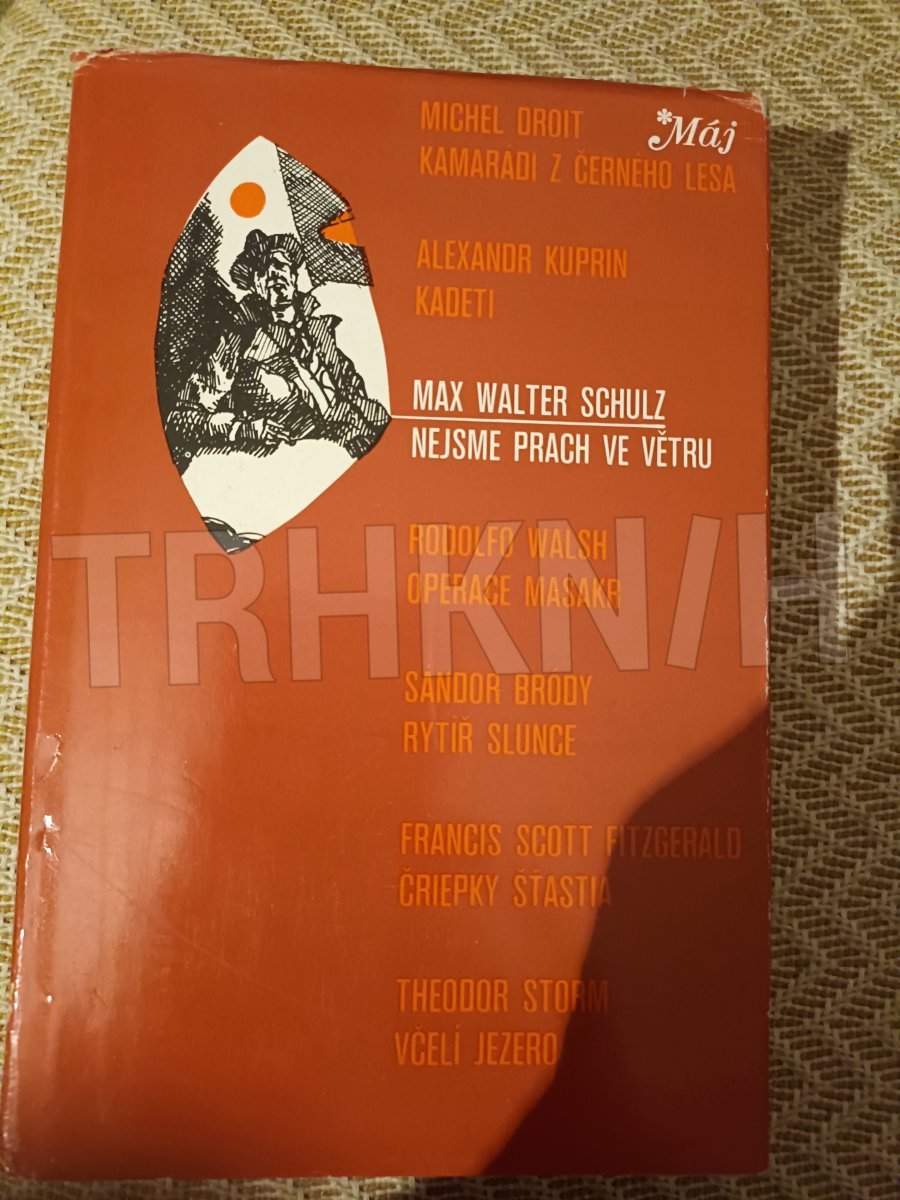 *Máj
MICHEL DROIT
KAMARÁDI Z ČERNÉHO LESA
ALEXANDR KUPRIN
KADETI
MAX WALTER SCHULZ
NEJSME PRACH VE VĚTRU
RODOLFO WALSH
OPERACE MASAKR
TRHKN/H
SÁNDOR BRÓDY
RYTÍŘ SLUNCE
FRANCIS SCOTT FITZGERALD
ČRIEPKY ŠŤASTIA
THEODOR STORM
VČELÍ JEZERO